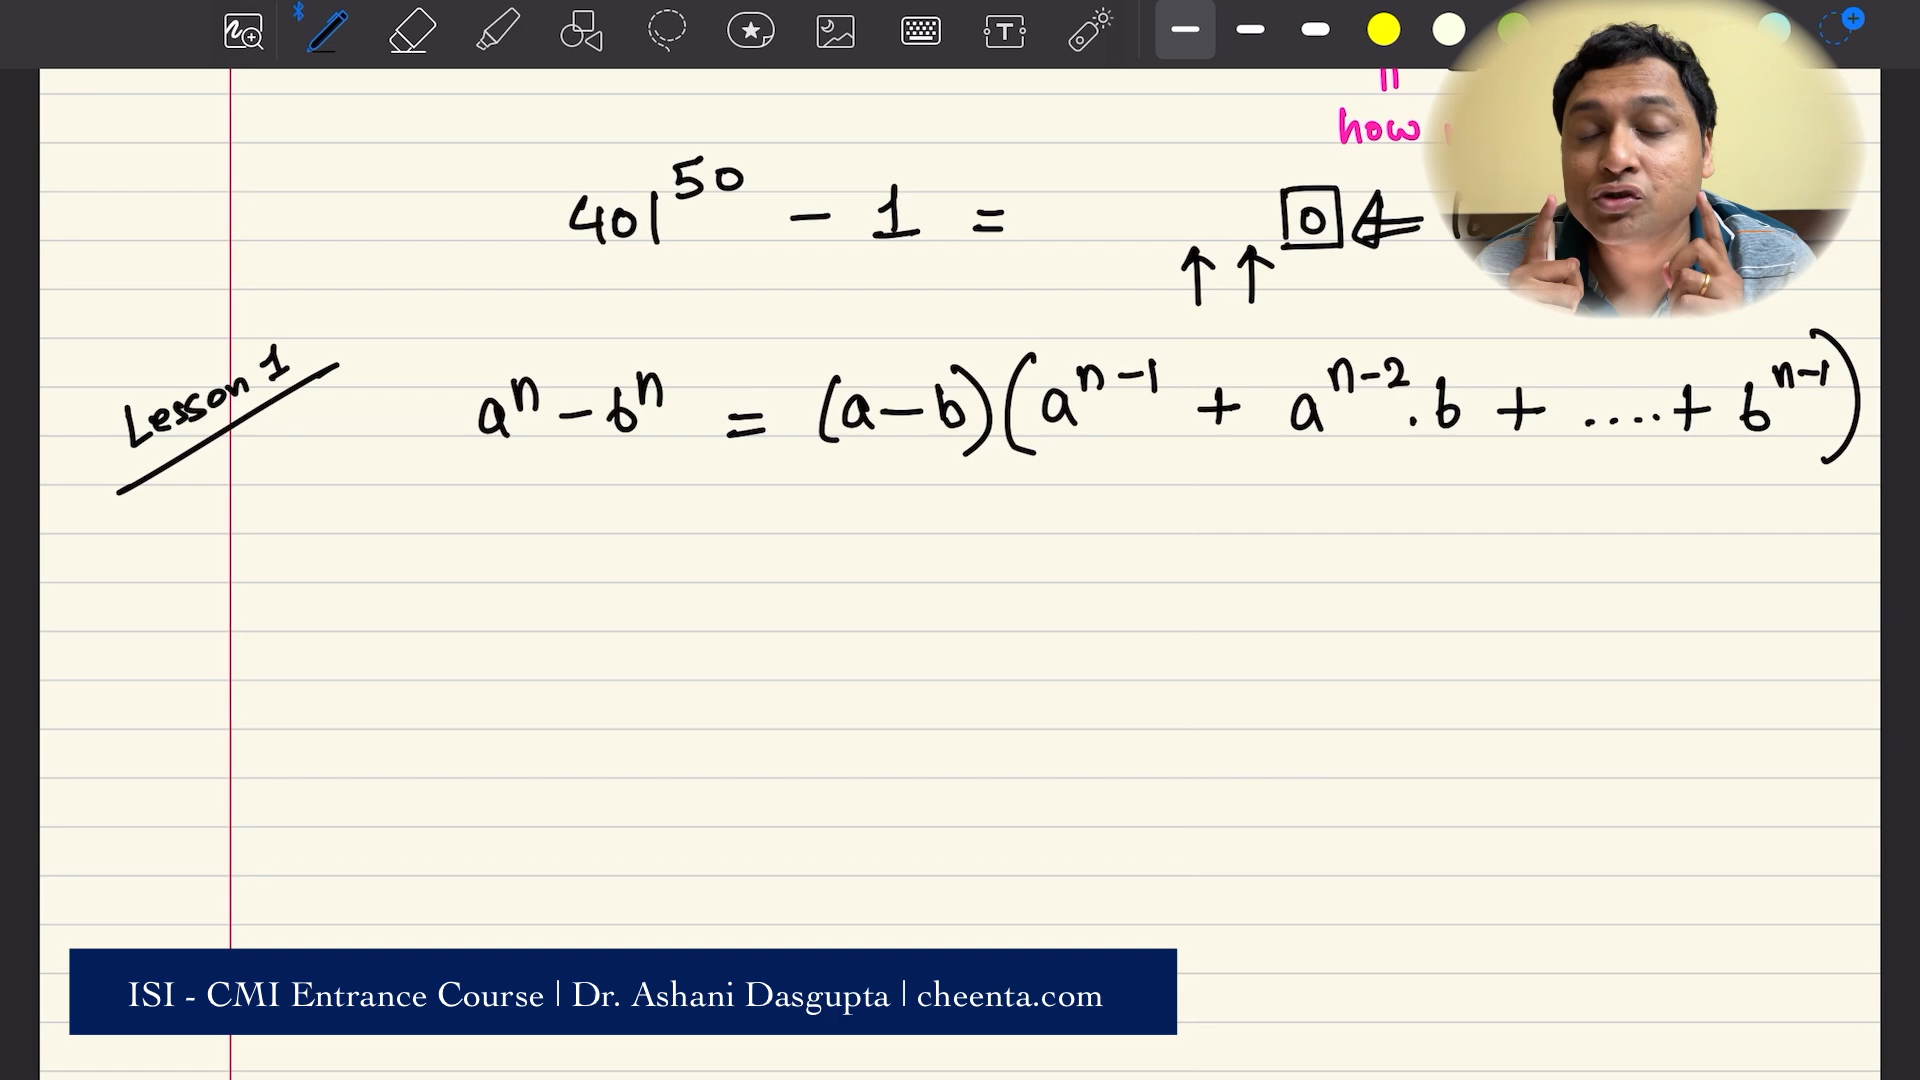 how
401^50 - 1 = 0 ⇐
↑ ↑
Lesson 1
a^n - b^n = (a-b)(a^(n-1) + a^(n-2).b + ....+ b^(n-1))
T
ISI - CMI Entrance Course | Dr. Ashani Dasgupta | cheenta.com